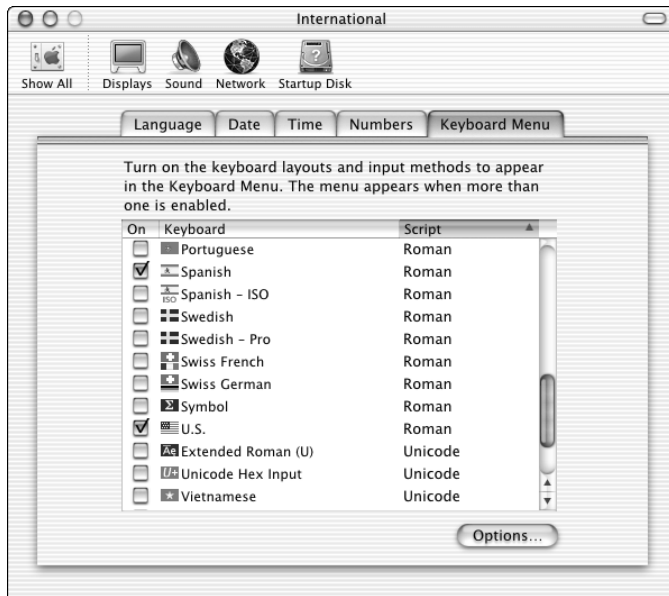 International
Show All Displays Sound Network Startup Disk
Language Date Time Numbers Keyboard Menu
Turn on the keyboard layouts and input methods to appear
in the Keyboard Menu. The menu appears when more than
one is enabled.
On Keyboard Script
Portuguese Roman
Spanish Roman
ISO Spanish – ISO Roman
Swedish Roman
Swedish – Pro Roman
Swiss French Roman
Swiss German Roman
Σ Symbol Roman
U.S. Roman
Æ Extended Roman (U) Unicode
U+ Unicode Hex Input Unicode
Vietnamese Unicode
Options...